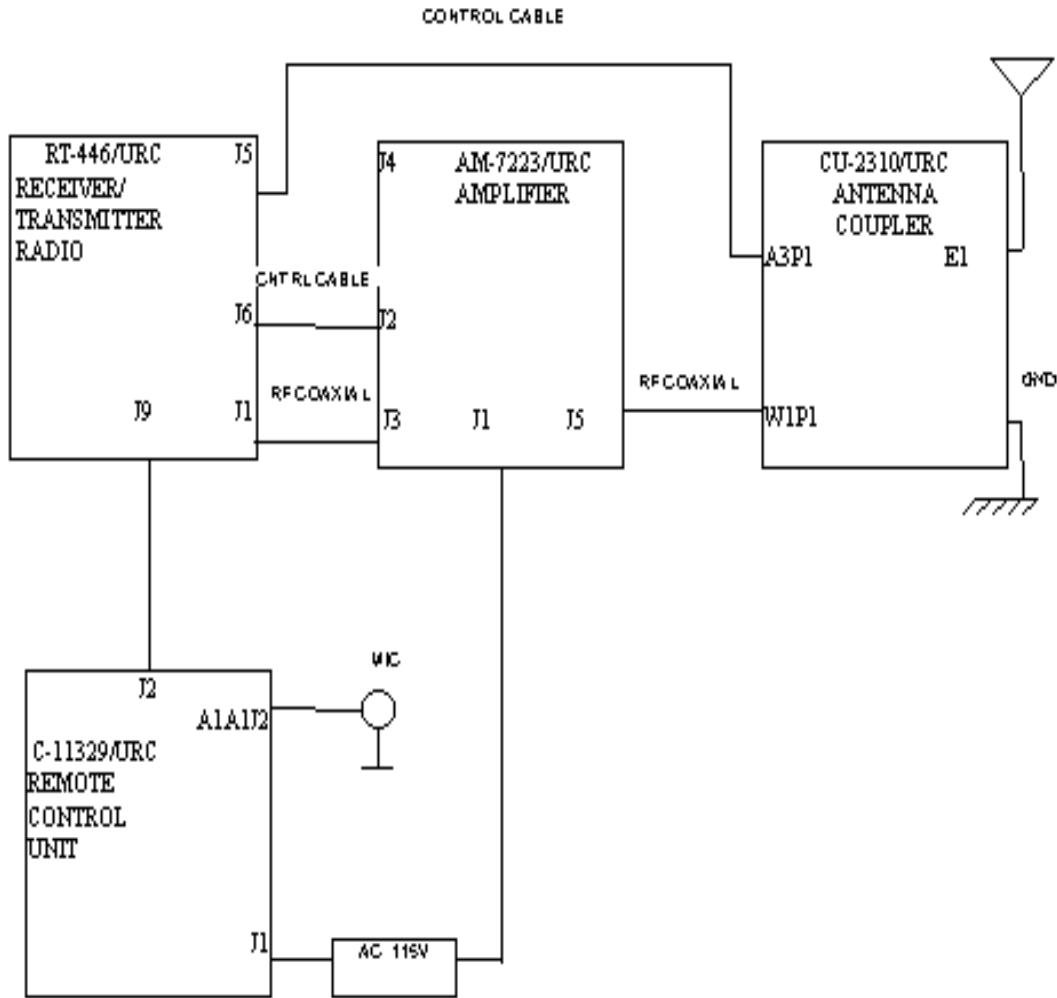 CONTROL CABLE
RT-446/URC
RECEIVER/
TRANSMITTER
RADIO
J5
J6
J1
J9
CNTRL CABLE
RF COAXIAL
J4
AM-7223/URC
AMPLIFIER
J2
J3
J1
J5
RF COAXIAL
CU-2310/URC
ANTENNA
COUPLER
A3P1
E1
W1P1
GND
J2
A1A1J2
C-11329/URC
REMOTE
CONTROL
UNIT
J1
MIC
AC 115V